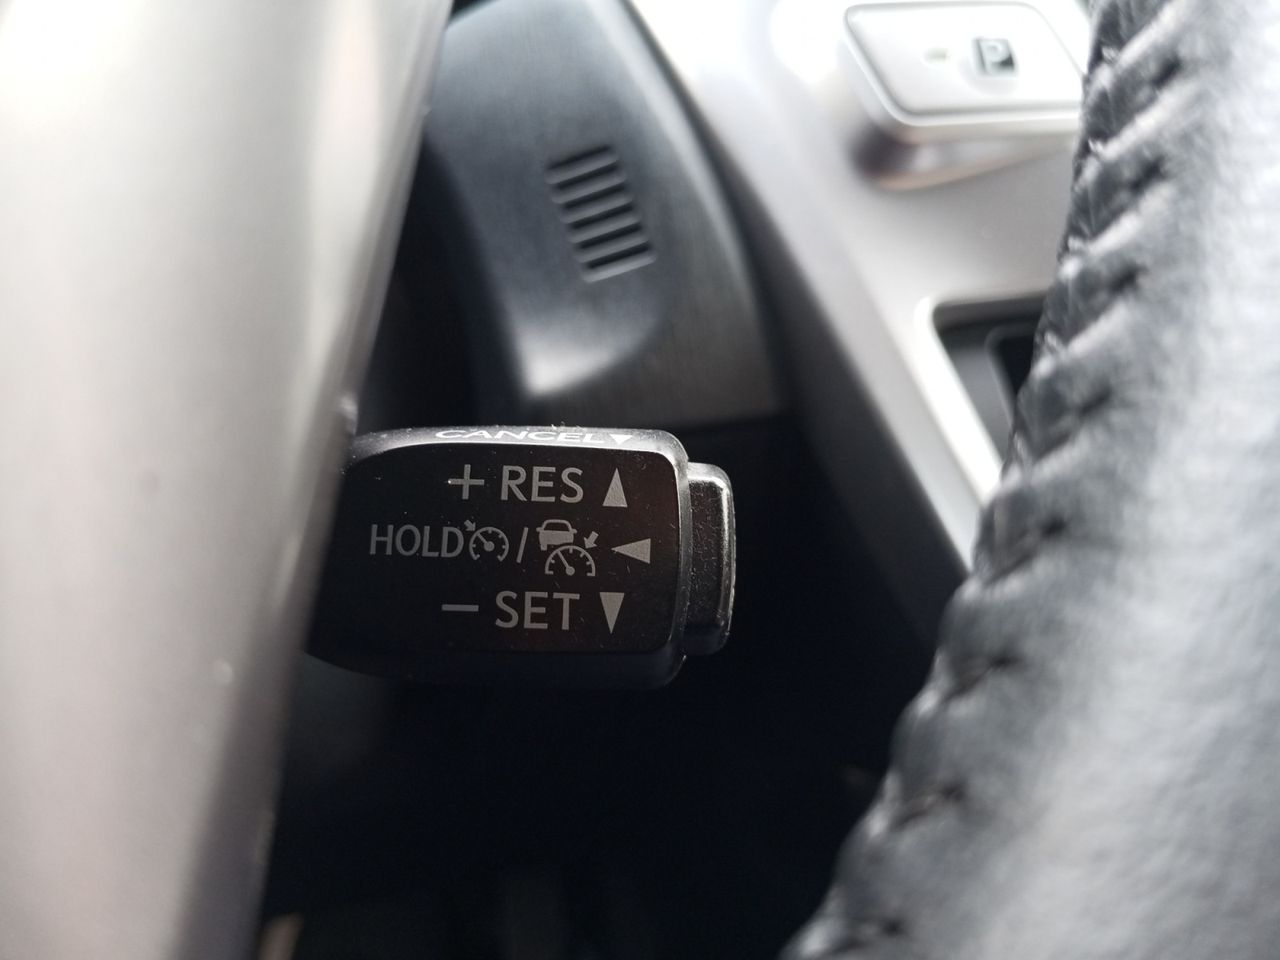 P
CANCEL▼
+ RES ▲
HOLD / ◀
− SET ▼